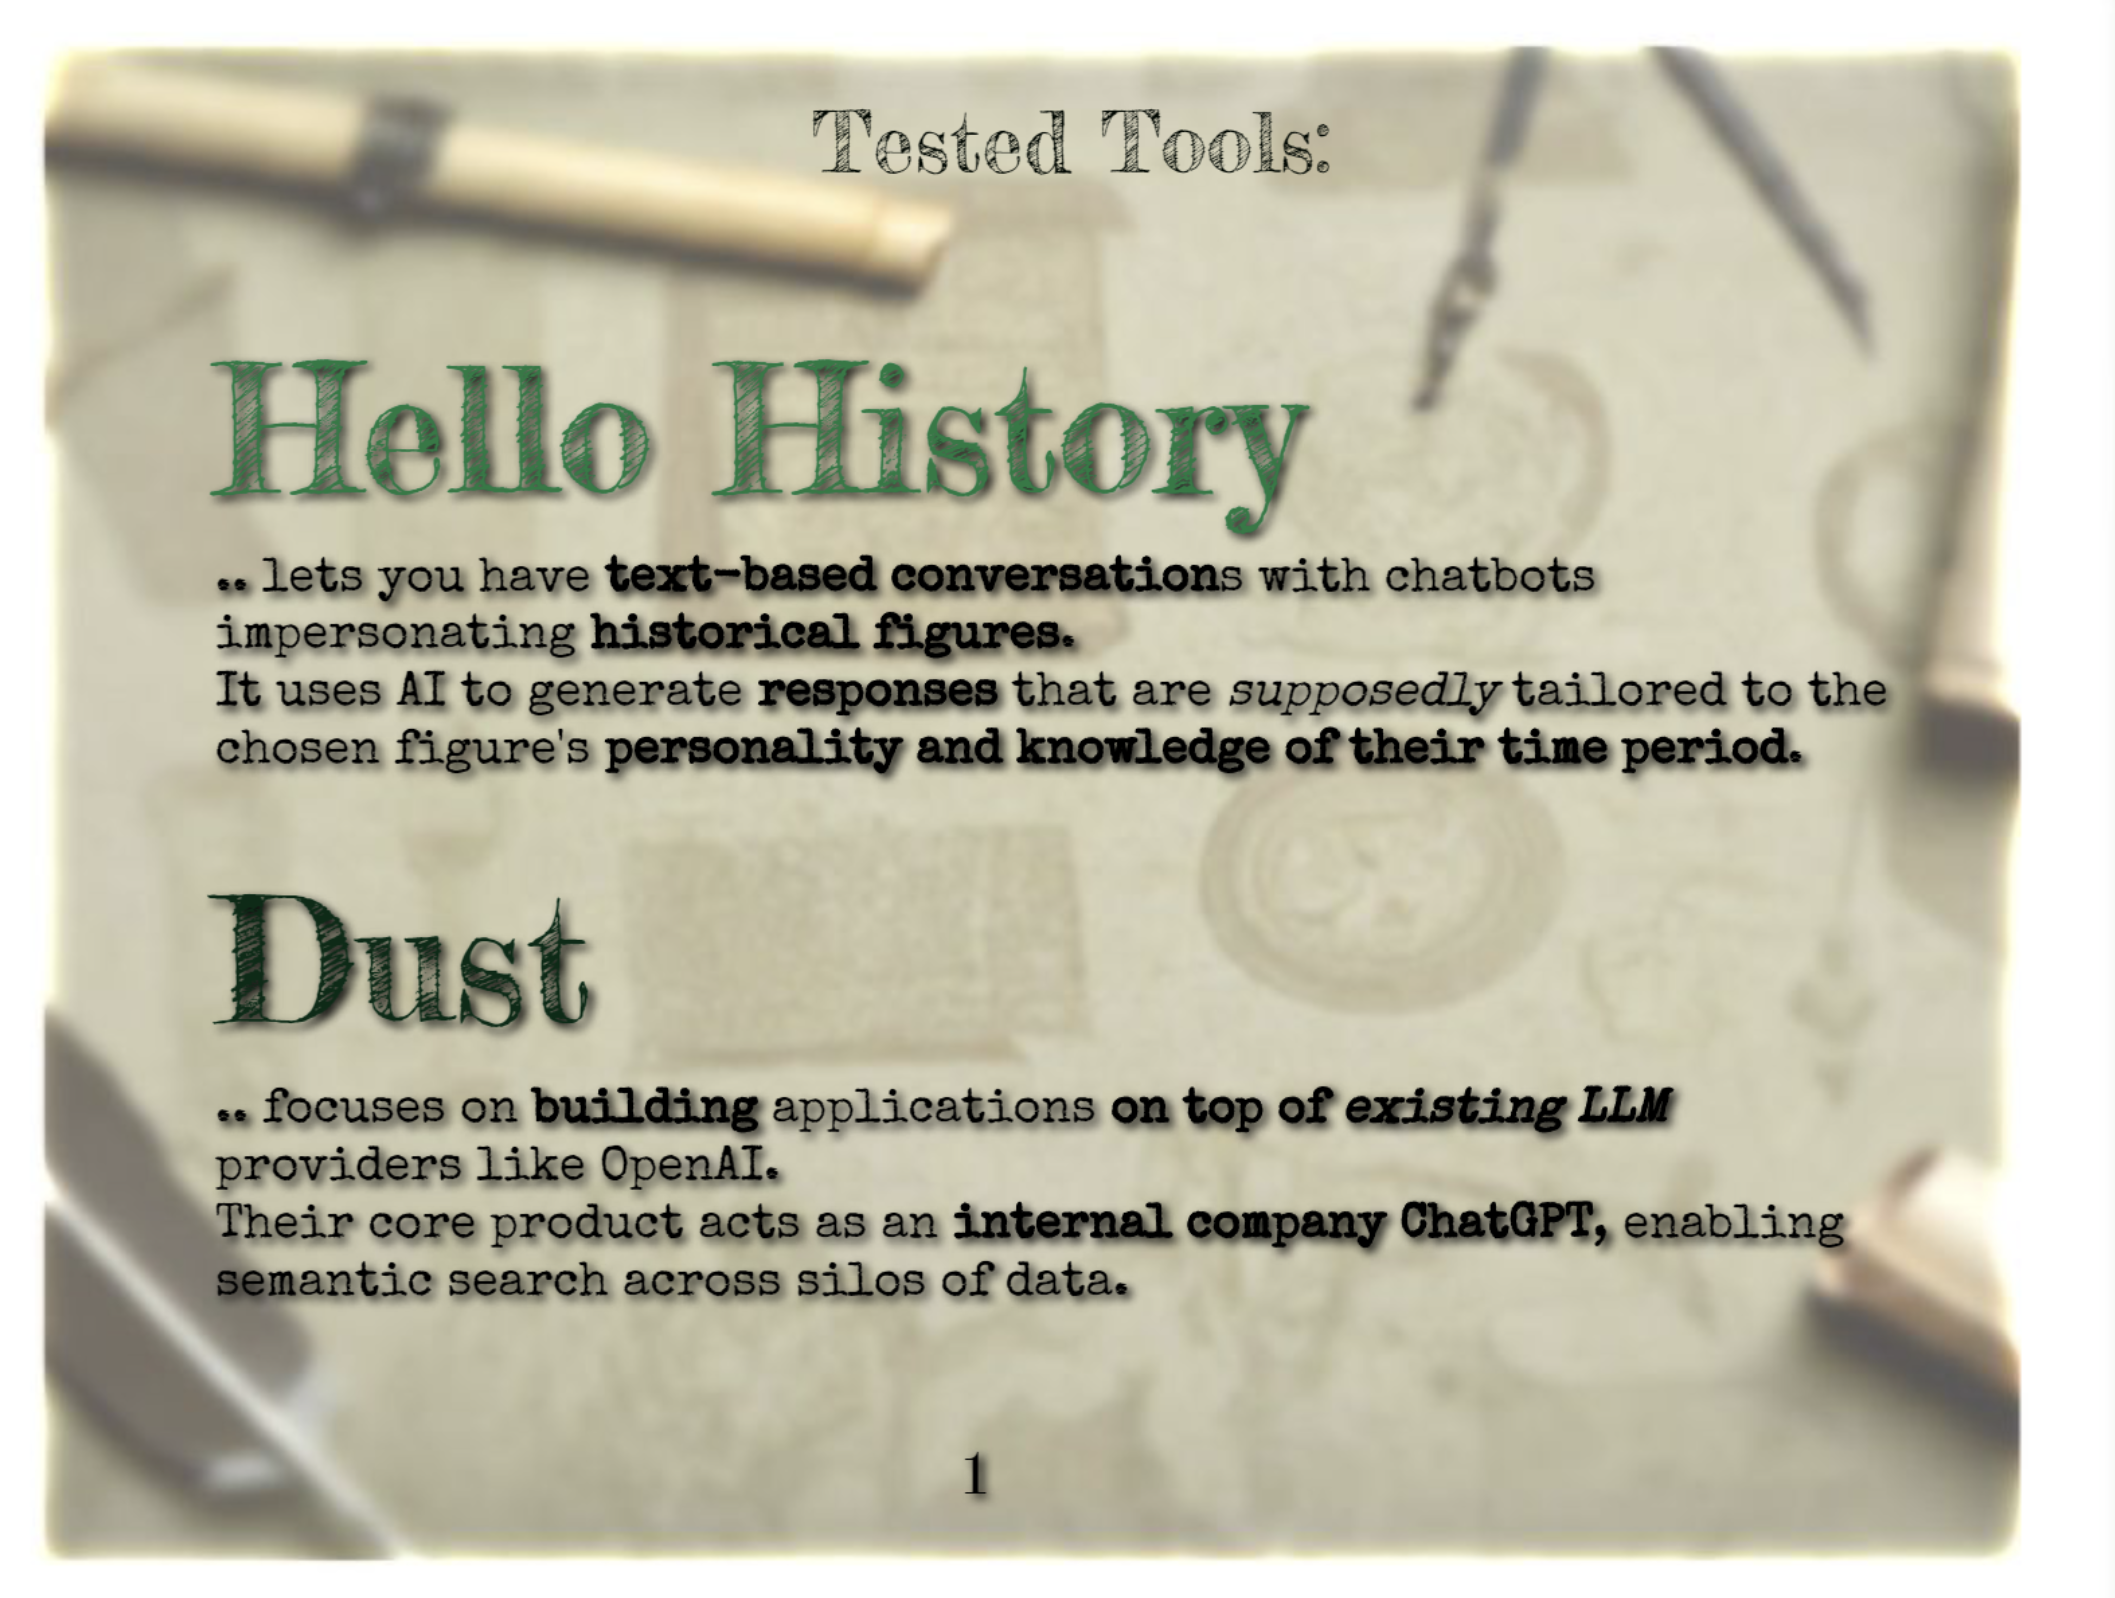 Tested Tools:
Hello History
.. lets you have text-based conversations with chatbots
impersonating historical figures.
It uses AI to generate responses that are supposedly tailored to the
chosen figure's personality and knowledge of their time period.
Dust
.. focuses on building applications on top of existing LLM
providers like OpenAI.
Their core product acts as an internal company ChatGPT, enabling
semantic search across silos of data.
1